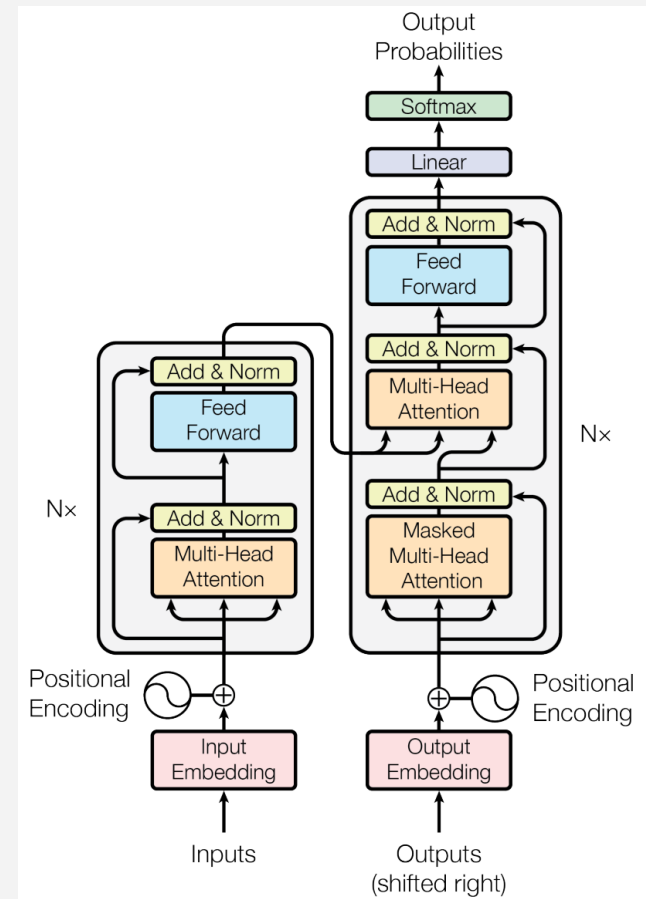 Output
Probabilities
Softmax
Linear
Add & Norm
Feed
Forward
Add & Norm
Multi-Head
Attention
Add & Norm
Masked
Multi-Head
Attention
N×
Add & Norm
Feed
Forward
Add & Norm
Multi-Head
Attention
N×
Positional
Encoding
Positional
Encoding
Input
Embedding
Output
Embedding
Inputs
Outputs
(shifted right)